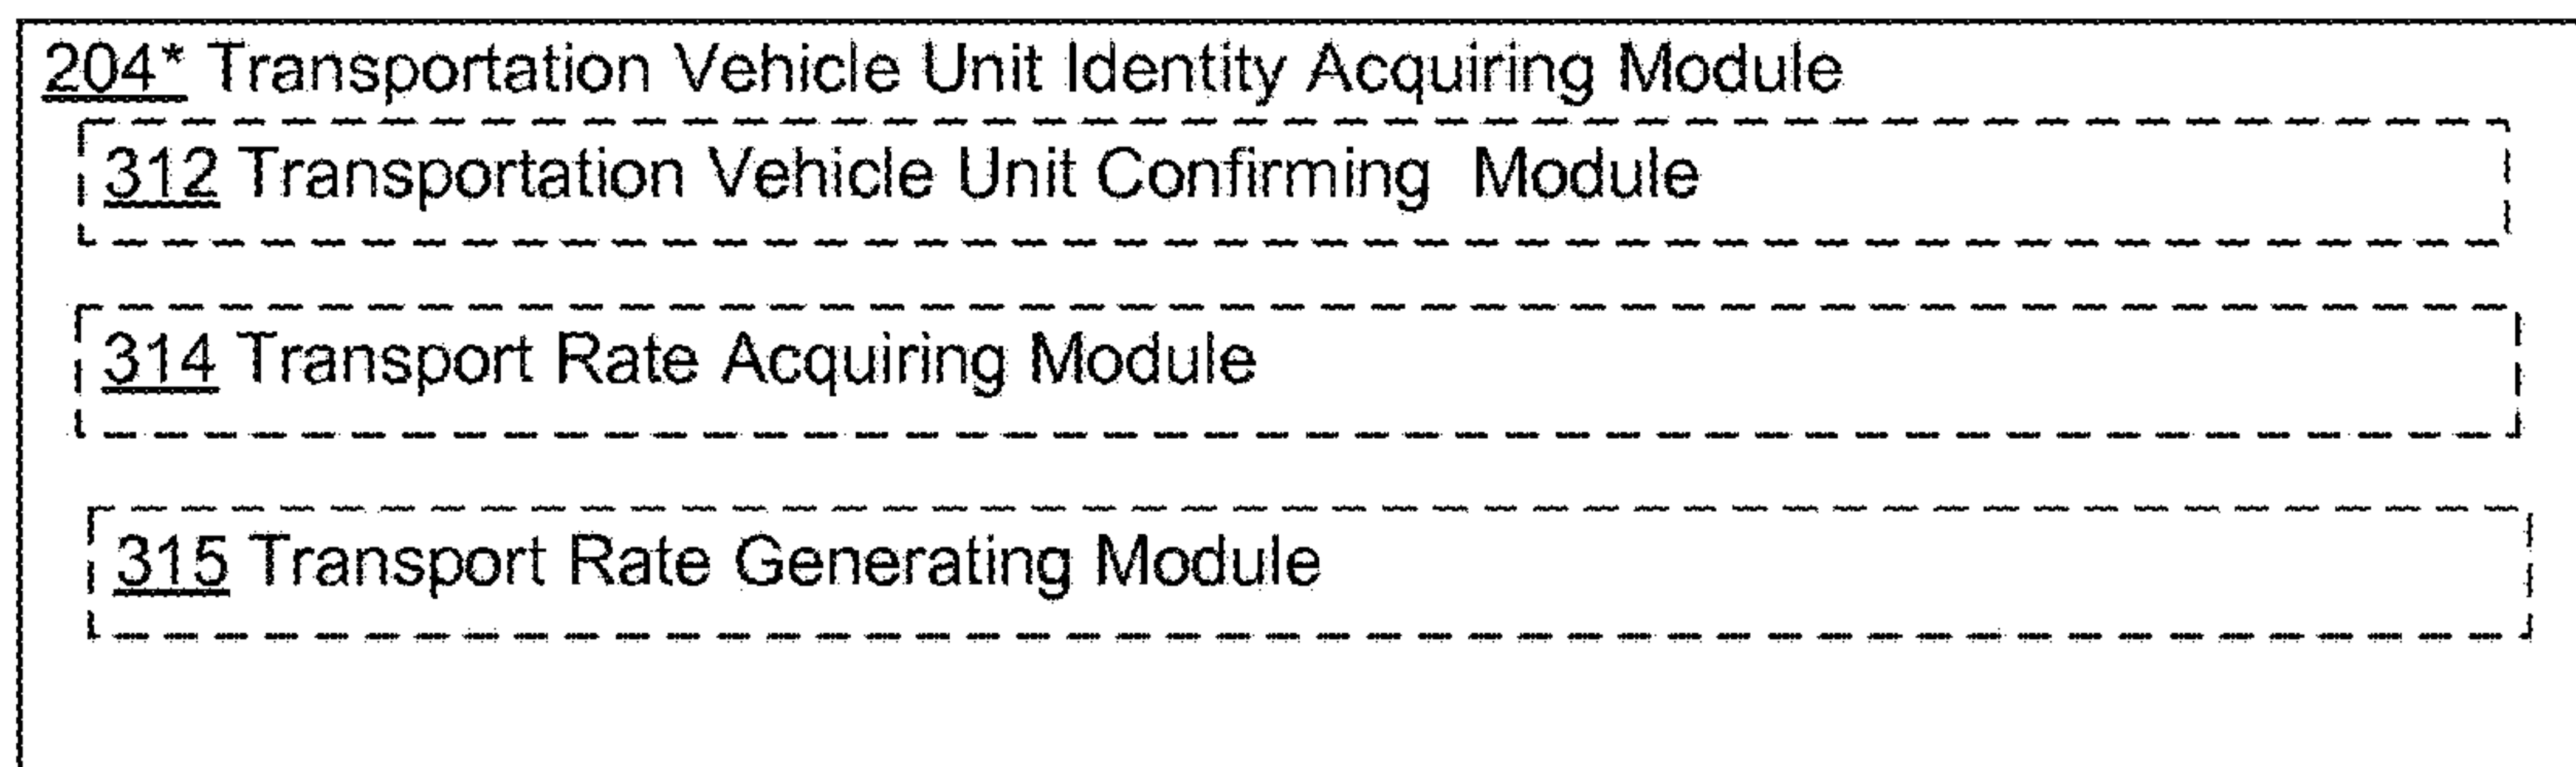 204* Transportation Vehicle Unit Identity Acquiring Module
312 Transportation Vehicle Unit Confirming Module
314 Transport Rate Acquiring Module
315 Transport Rate Generating Module